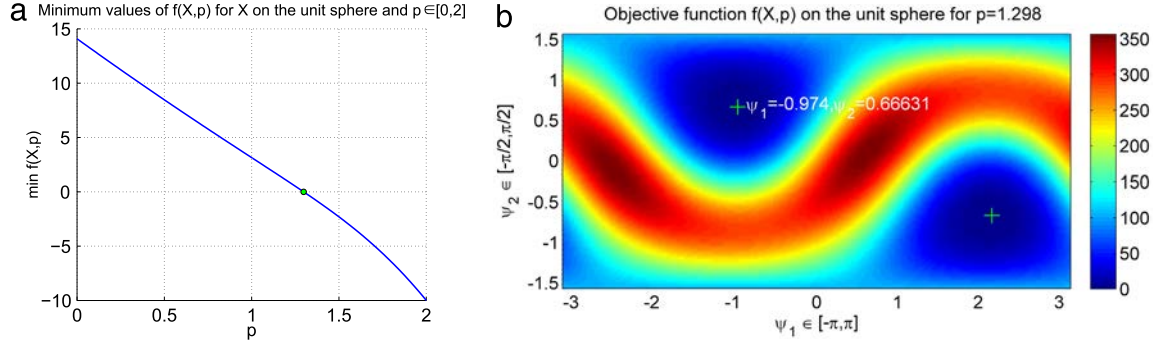 a Minimum values of f(X,p) for X on the unit sphere and p∈[0,2]
15
10
5
0
−5
−10
min f(X,p)
0 0.5 1 1.5 2
p
b Objective function f(X,p) on the unit sphere for p=1.298
1.5
1
0.5
0
-0.5
-1
-1.5
ψ₂ ∈ [-π/2,π/2]
ψ₁=-0.974,ψ₂=0.66631
-3 -2 -1 0 1 2 3
ψ₁ ∈ [-π,π]
350
300
250
200
150
100
50
0